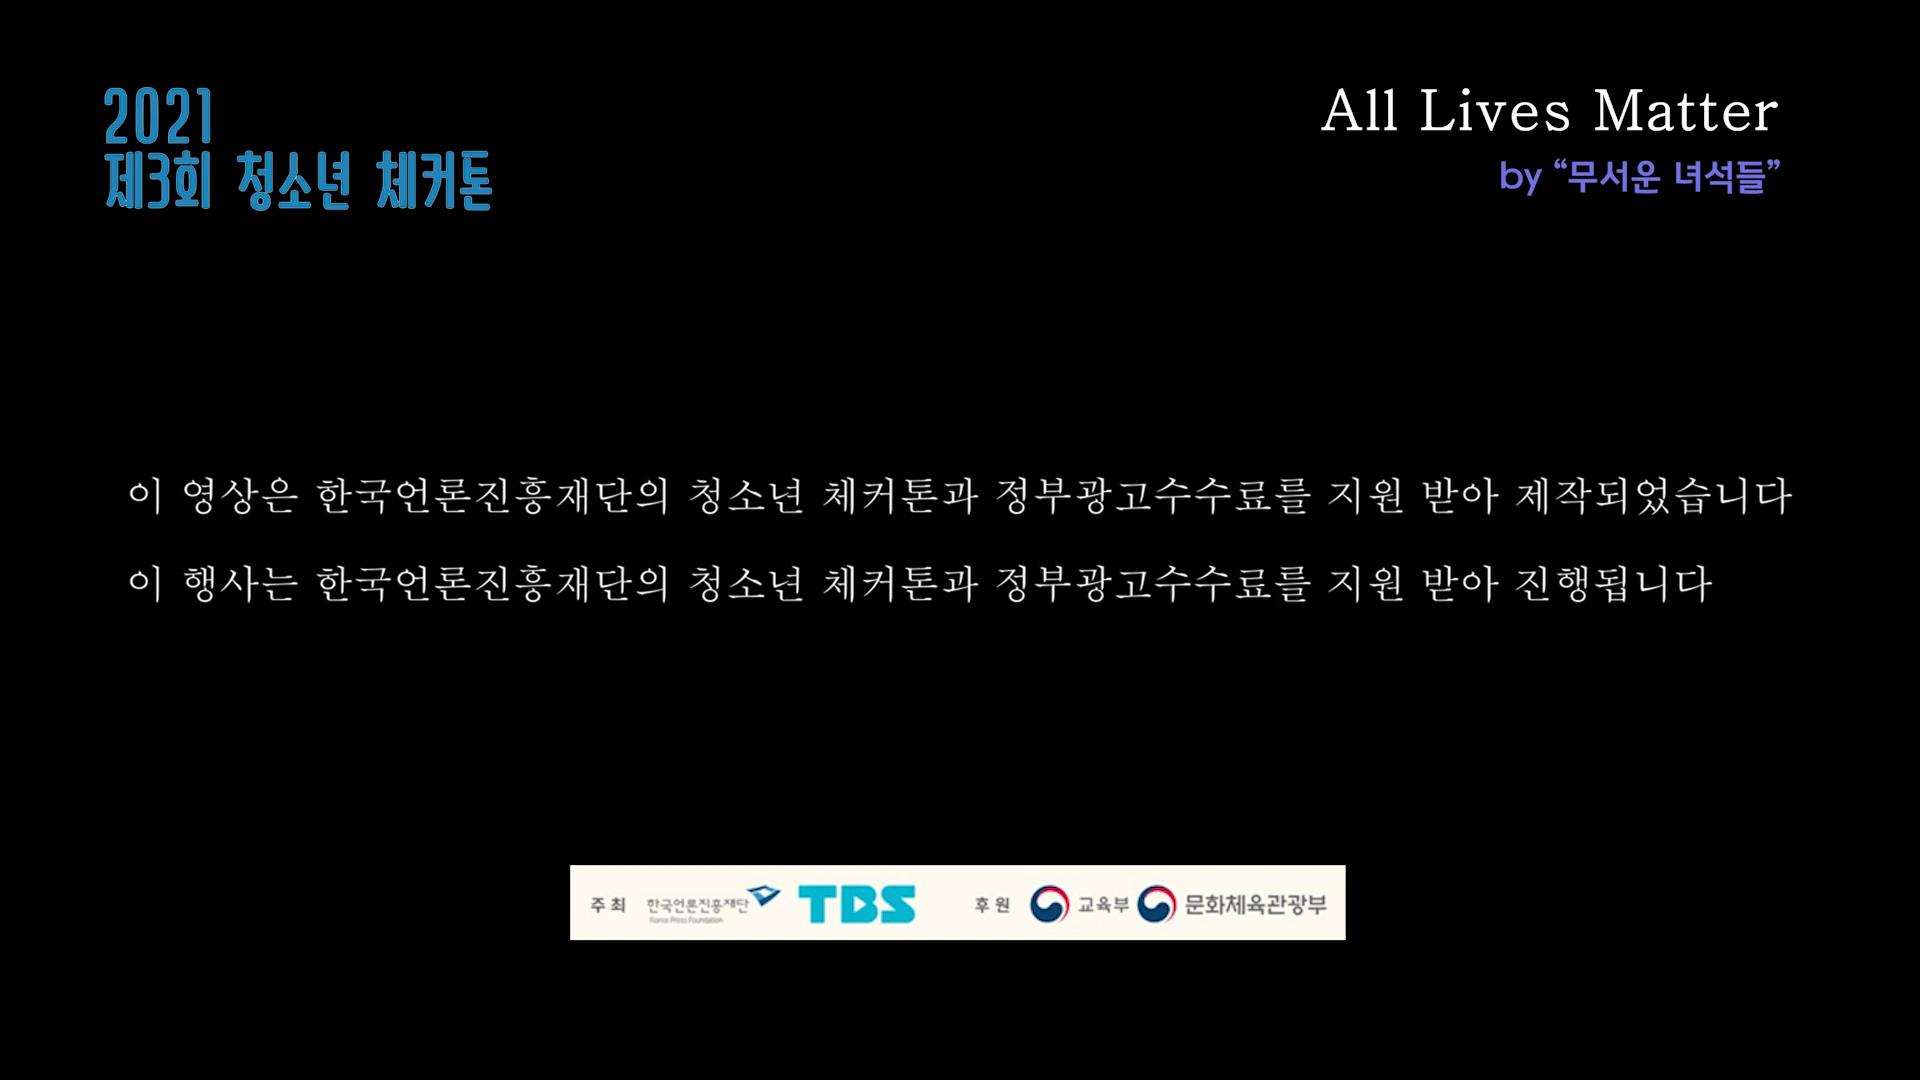 2021
제3회 청소년 체커톤
All Lives Matter
by “무서운 녀석들”
이 영상은 한국언론진흥재단의 청소년 체커톤과 정부광고수수료를 지원 받아 제작되었습니다
이 행사는 한국언론진흥재단의 청소년 체커톤과 정부광고수수료를 지원 받아 진행됩니다
주최 한국언론진흥재단 TBS 후원 교육부 문화체육관광부
Korea Press Foundation